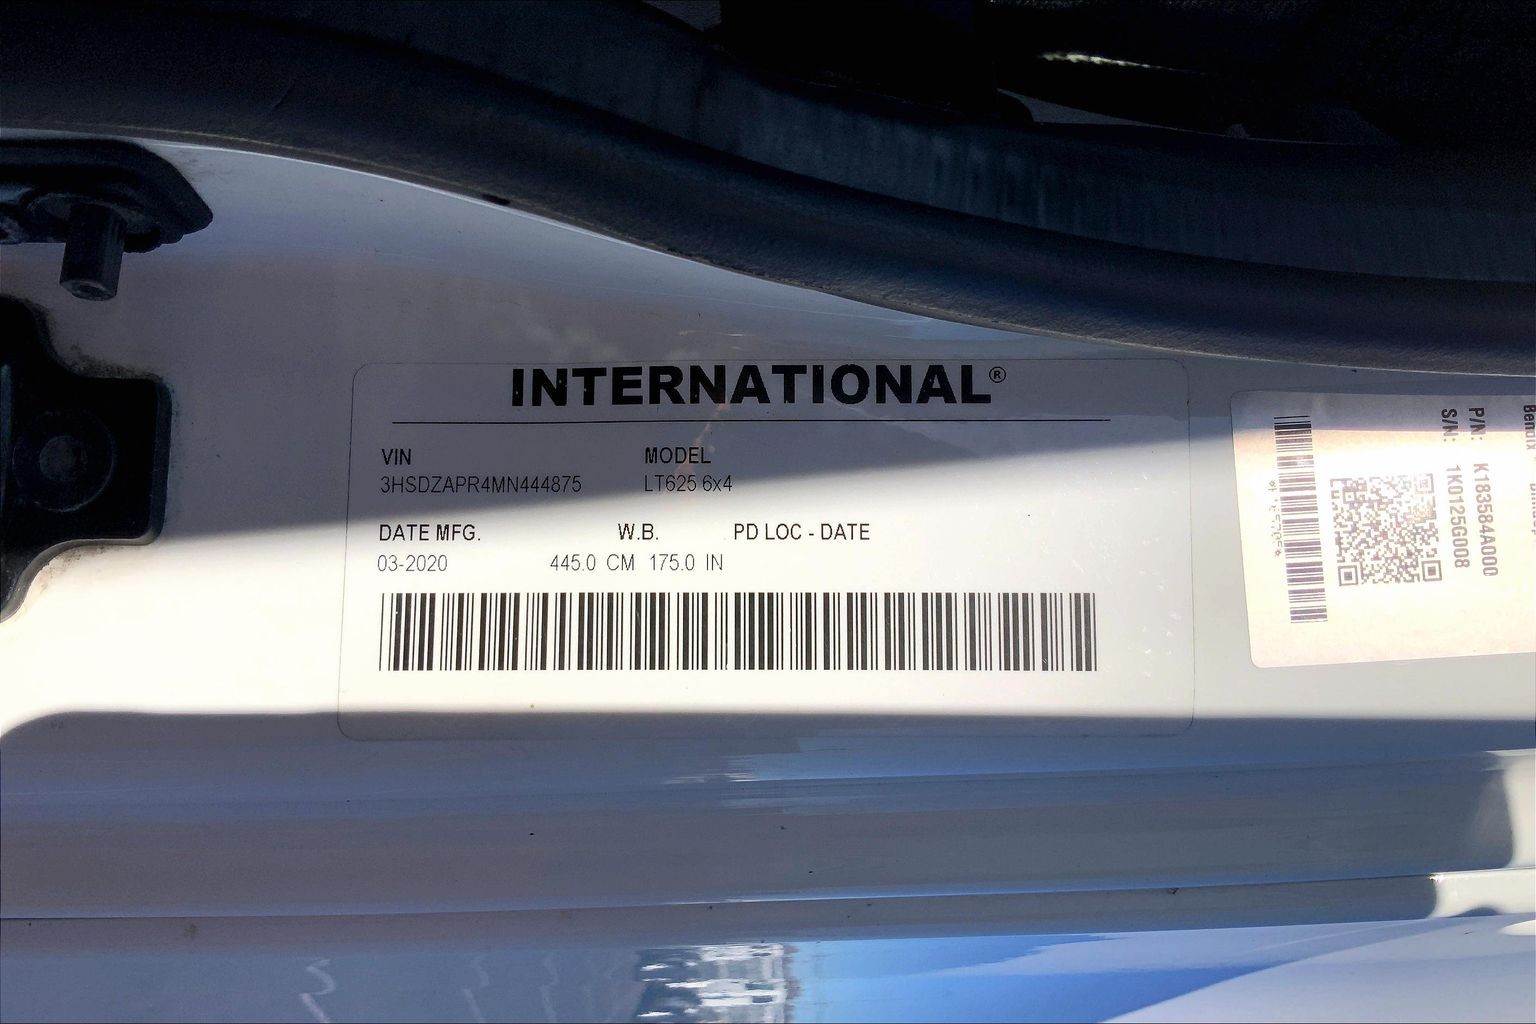 INTERNATIONAL®
VIN
MODEL
3HSDZAPR4MN444875
LT625 6x4
DATE MFG.
W.B.
PD LOC - DATE
03-2020
445.0 CM 175.0 IN
P/N: K183584A000
S/N: 1K0125G008